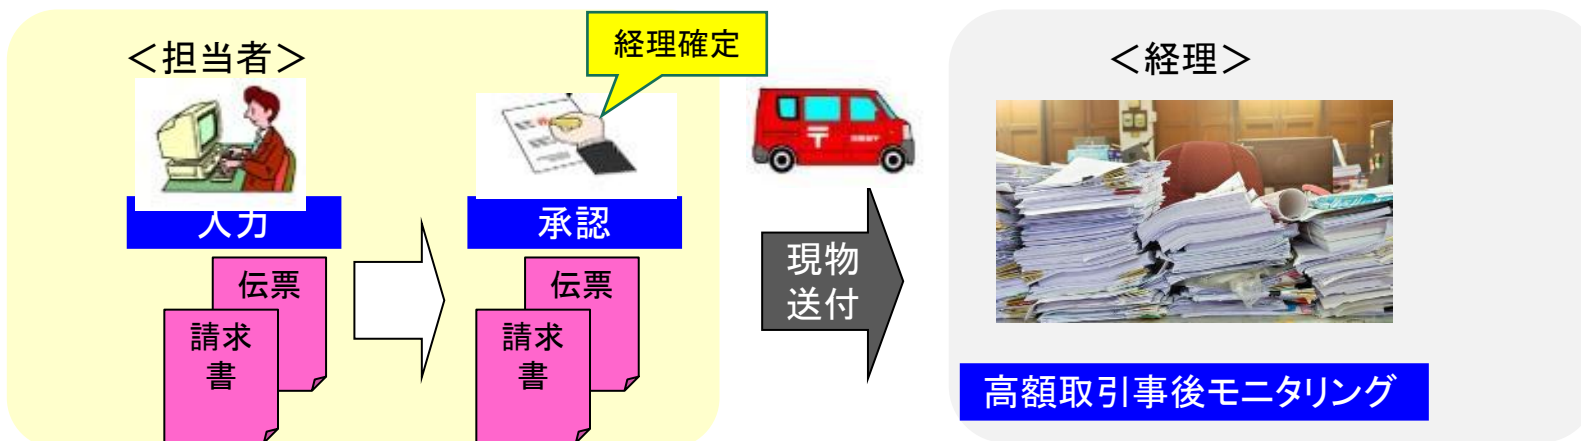 ＜担当者＞
経理確定
＜経理＞
入力
承認
伝票
請求
書
伝票
請求
書
現物
送付
〒
高額取引事後モニタリング